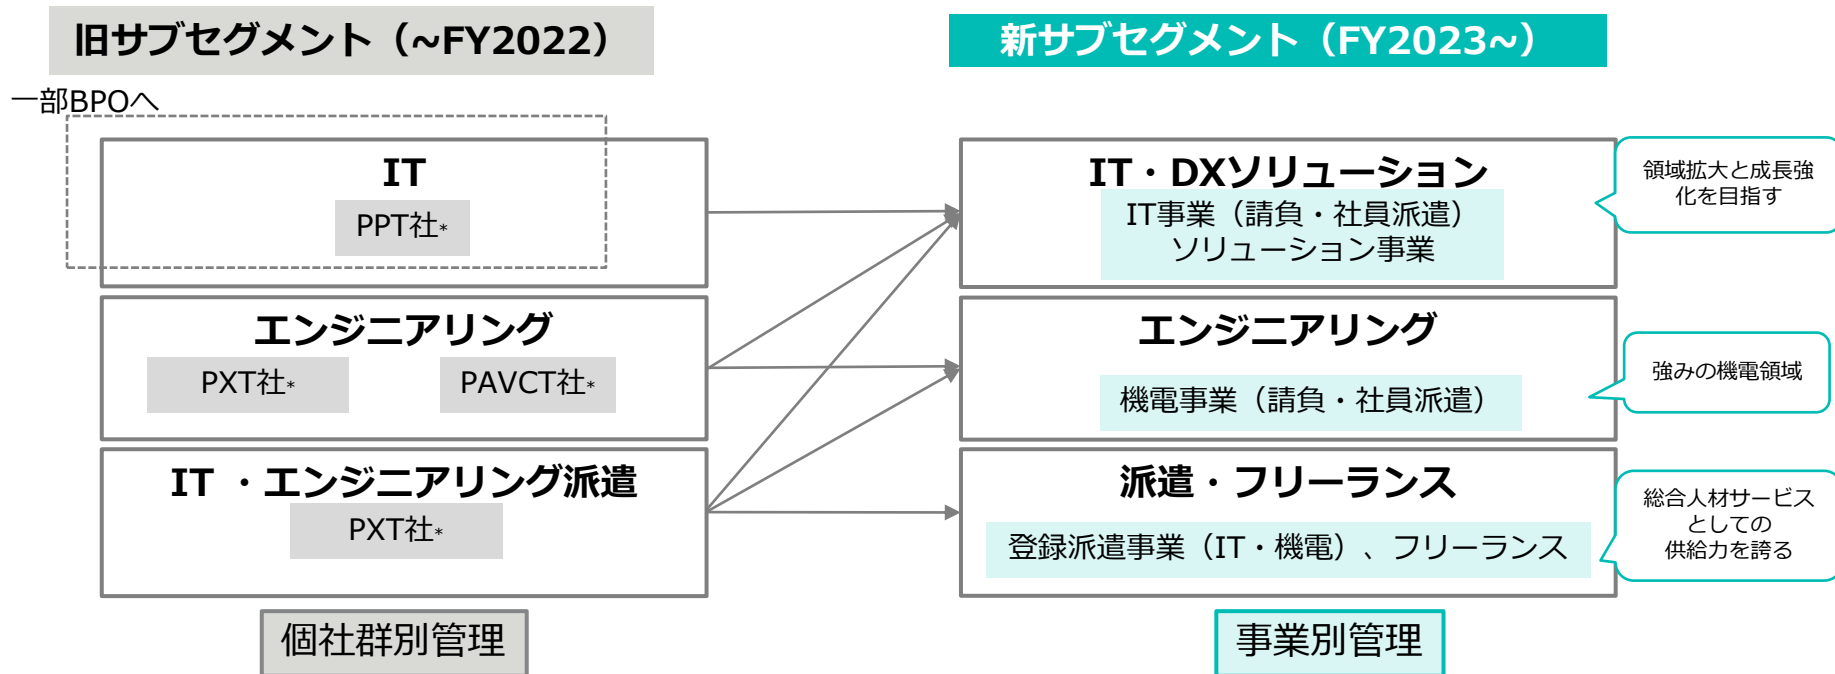 旧サブセグメント（~FY2022）
新サブセグメント（FY2023~）
一部BPOへ
IT
PPT社*
エンジニアリング
PXT社*
PAVCT社*
IT ・エンジニアリング派遣
PXT社*
個社群別管理
IT・DXソリューション
IT事業（請負・社員派遣）
ソリューション事業
領域拡大と成長強
化を目指す
エンジニアリング
機電事業（請負・社員派遣）
強みの機電領域
派遣・フリーランス
登録派遣事業（IT・機電）、フリーランス
総合人材サービス
としての
供給力を誇る
事業別管理